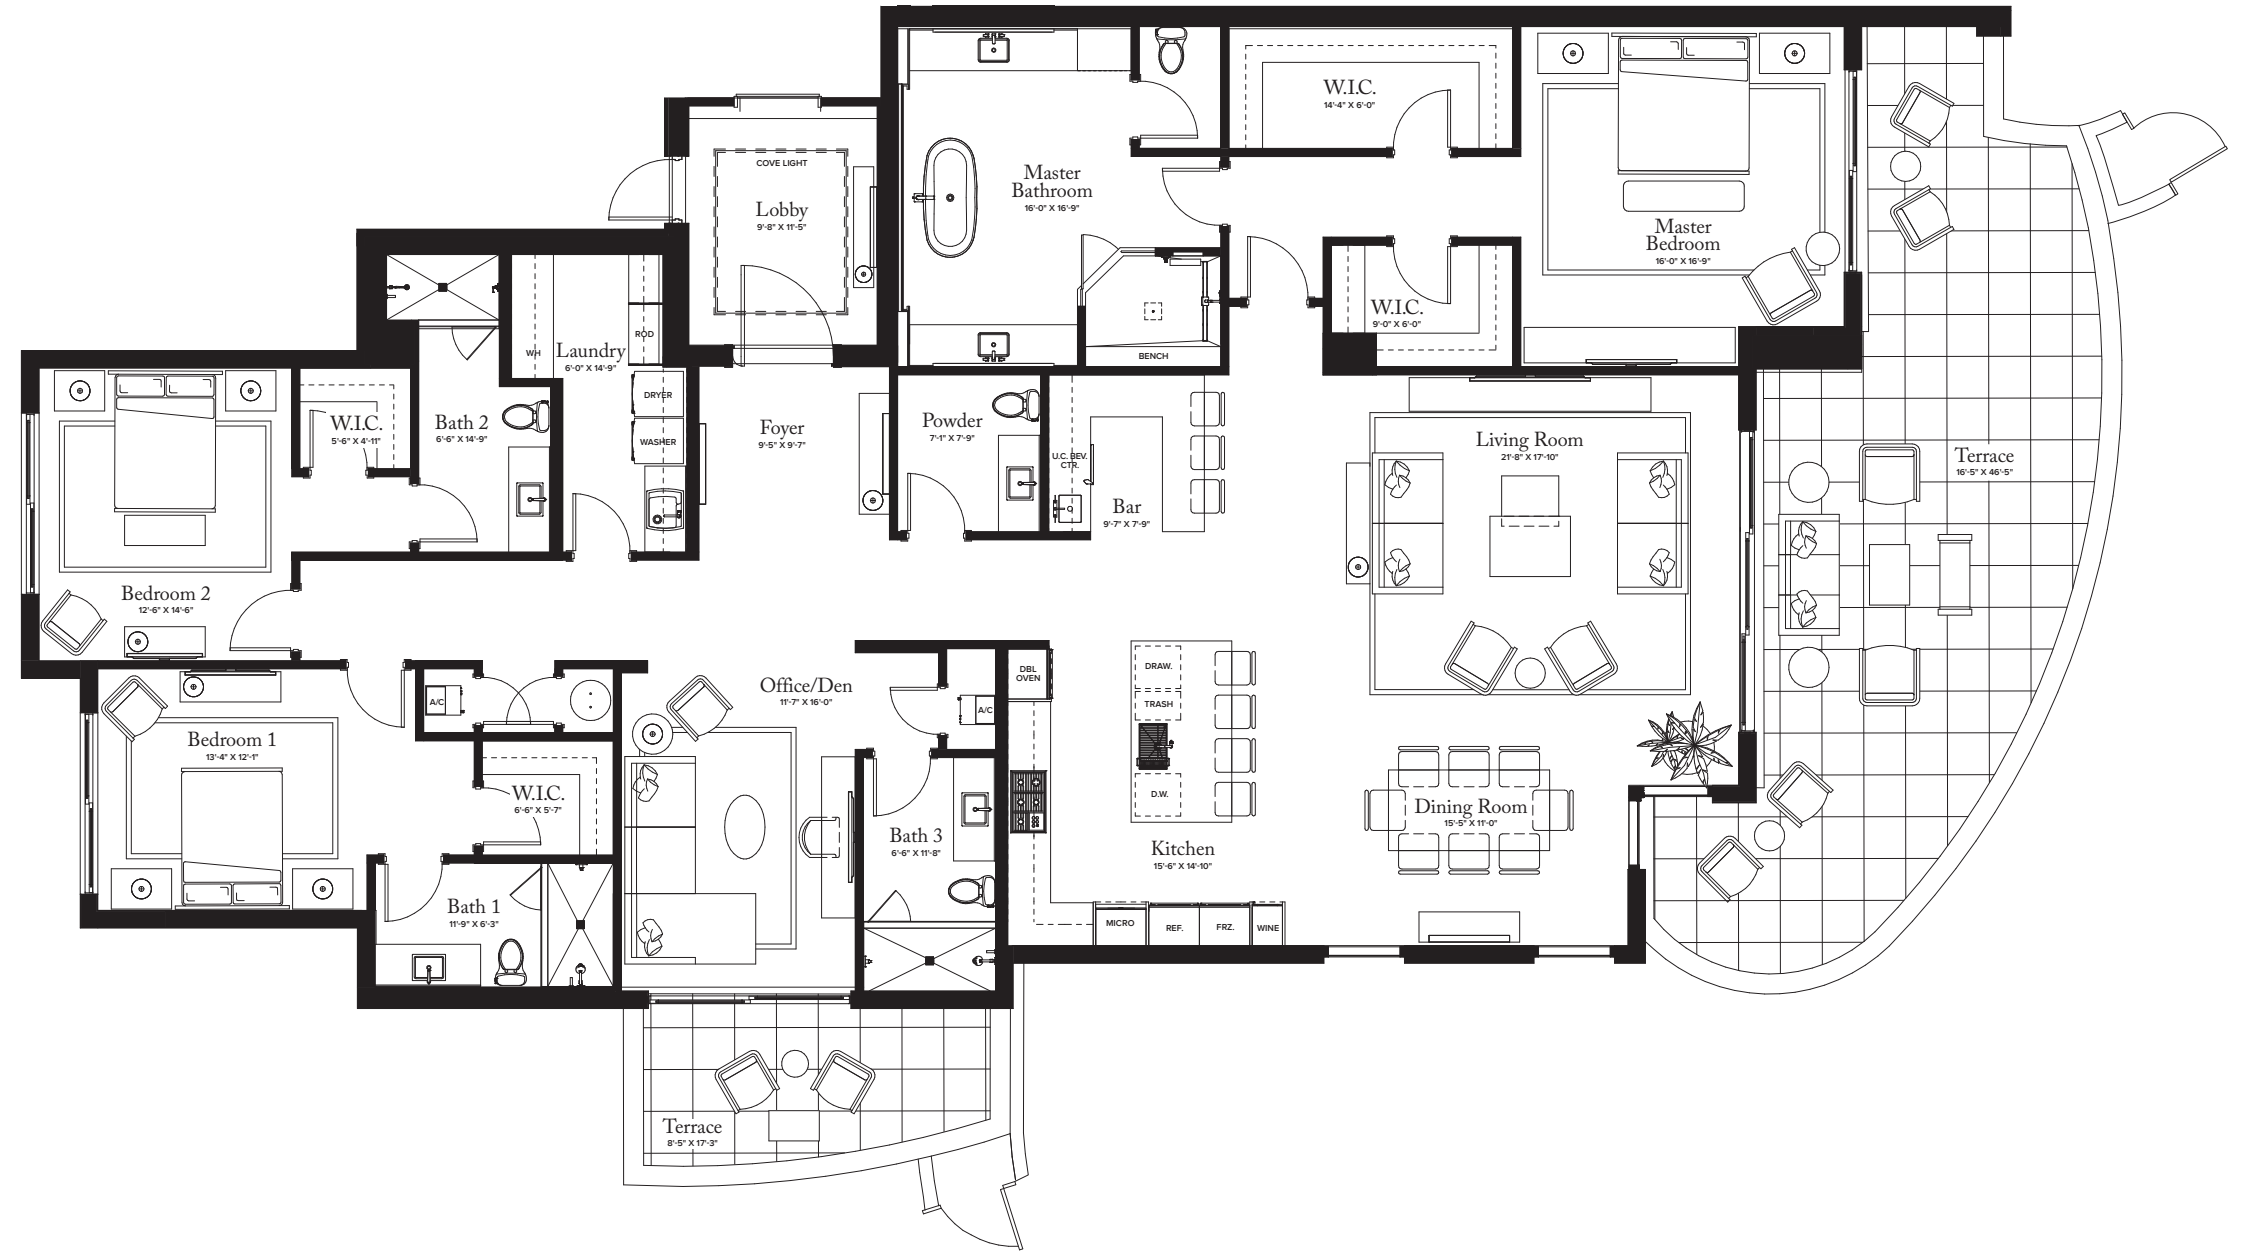 W.I.C.
14'-4" X 6'-0"
COVE LIGHT
Lobby
9'-8" X 11'-5"
Master
Bathroom
16'-0" X 16'-9"
Master
Bedroom
16'-0" X 16'-9"
W.I.C.
9'-0" X 6'-0"
BENCH
ROD
WH
Laundry
6'-0" X 14'-9"
DRYER
WASHER
W.I.C.
5'-6" X 4'-11"
Bath 2
6'-6" X 14'-9"
Foyer
9'-5" X 9'-7"
Powder
7'-1" X 7'-9"
U.C. BEV.
CTR.
Bar
9'-7" X 7'-9"
Living Room
21'-8" X 17'-10"
Terrace
16'-5" X 46'-5"
Bedroom 2
12'-6" X 14'-6"
A/C
Office/Den
11'-7" X 16'-0"
A/C
DBL
OVEN
DRAW.
TRASH
D.W.
Bedroom 1
13'-4" X 12'-1"
W.I.C.
6'-6" X 5'-7"
Bath 3
6'-6" X 11'-8"
Kitchen
15'-6" X 14'-10"
Dining Room
15'-5" X 11'-0"
Bath 1
11'-9" X 6'-3"
MICRO
REF.
FRZ.
WINE
Terrace
8'-5" X 17'-3"